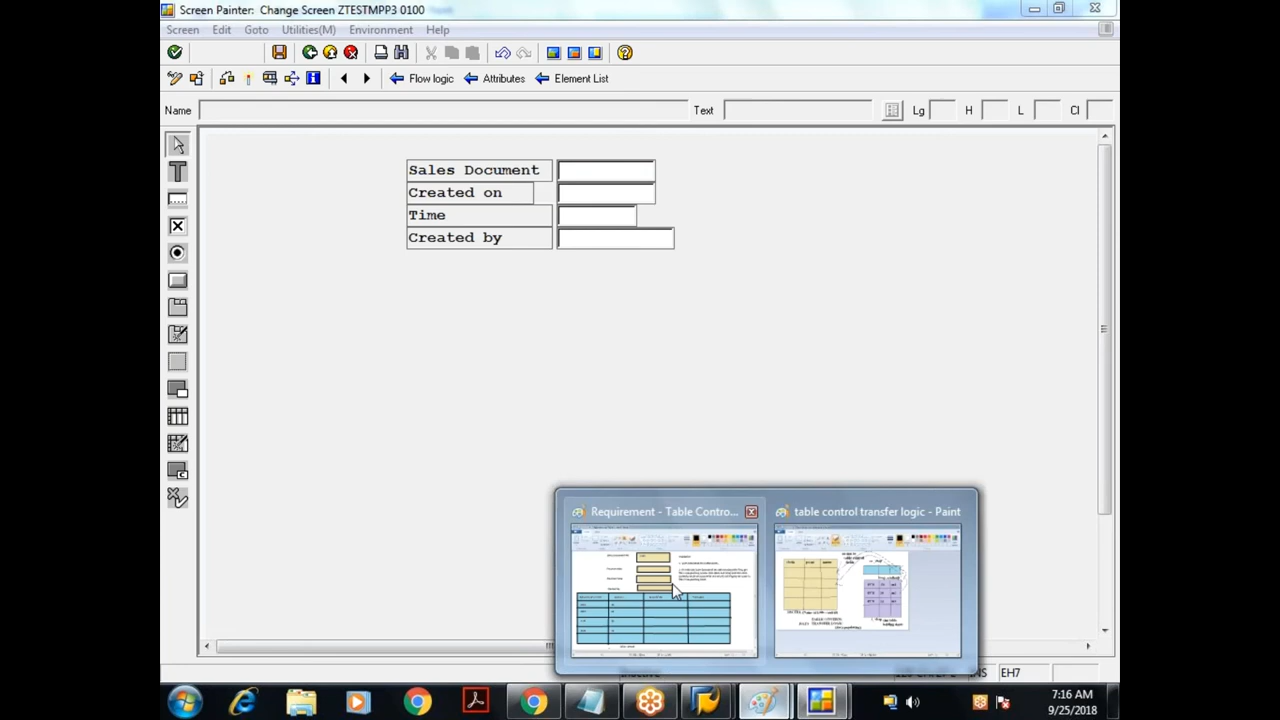 Screen Painter: Change Screen ZTESTMPP3 0100
Screen Edit Goto Utilities(M) Environment Help
Flow logic Attributes Element List
Name Text Lg H L Cl
Sales Document
Created on
Time
Created by
Requirement - Table Contro... table control transfer logic - Paint
INS EH7
7:16 AM
9/25/2018